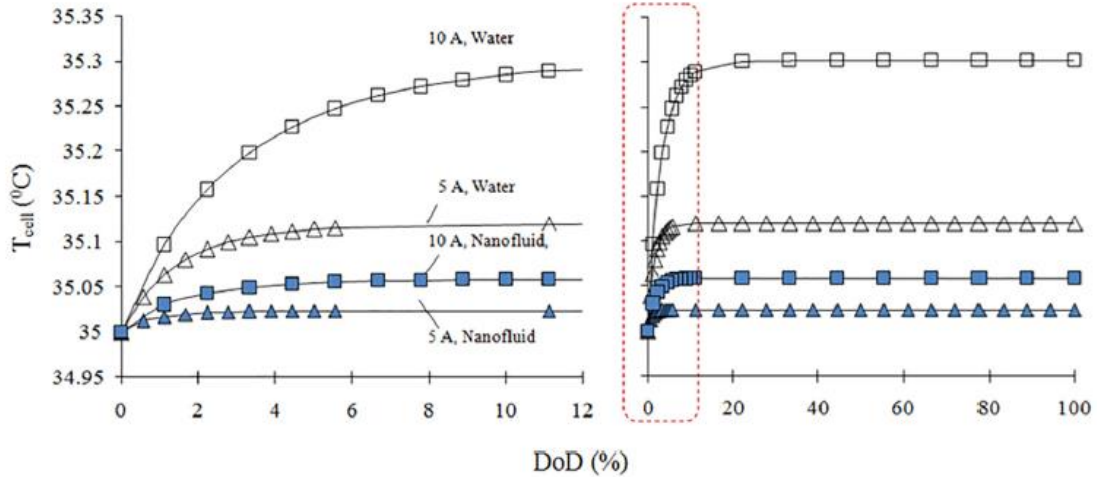 35.35
35.3
35.25
35.2
35.15
35.1
35.05
35
34.95
T_cell (⁰C)
10 A, Water
5 A, Water
10 A, Nanofluid,
5 A, Nanofluid
0 2 4 6 8 10 12
0 20 40 60 80 100
DoD (%)